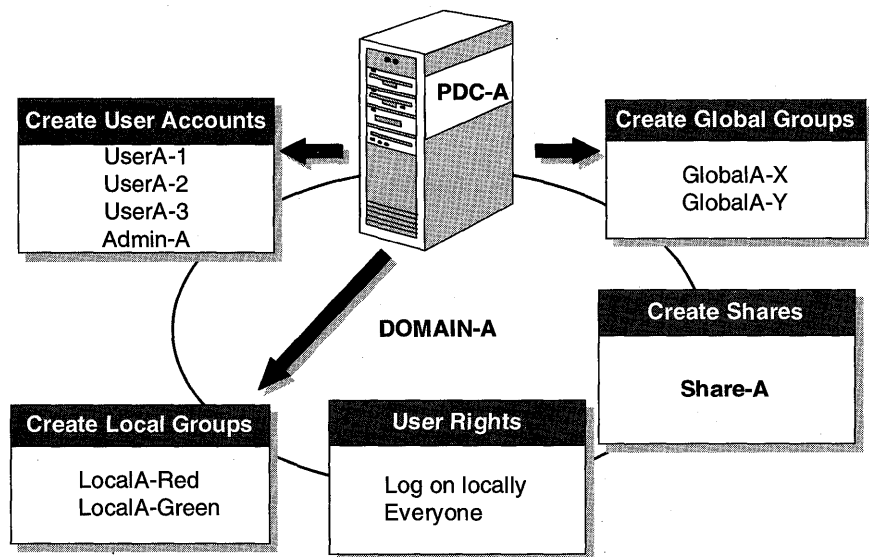 PDC-A
Create User Accounts
UserA-1
UserA-2
UserA-3
Admin-A
Create Global Groups
GlobalA-X
GlobalA-Y
DOMAIN-A
Create Shares
Share-A
Create Local Groups
LocalA-Red
LocalA-Green
User Rights
Log on locally
Everyone